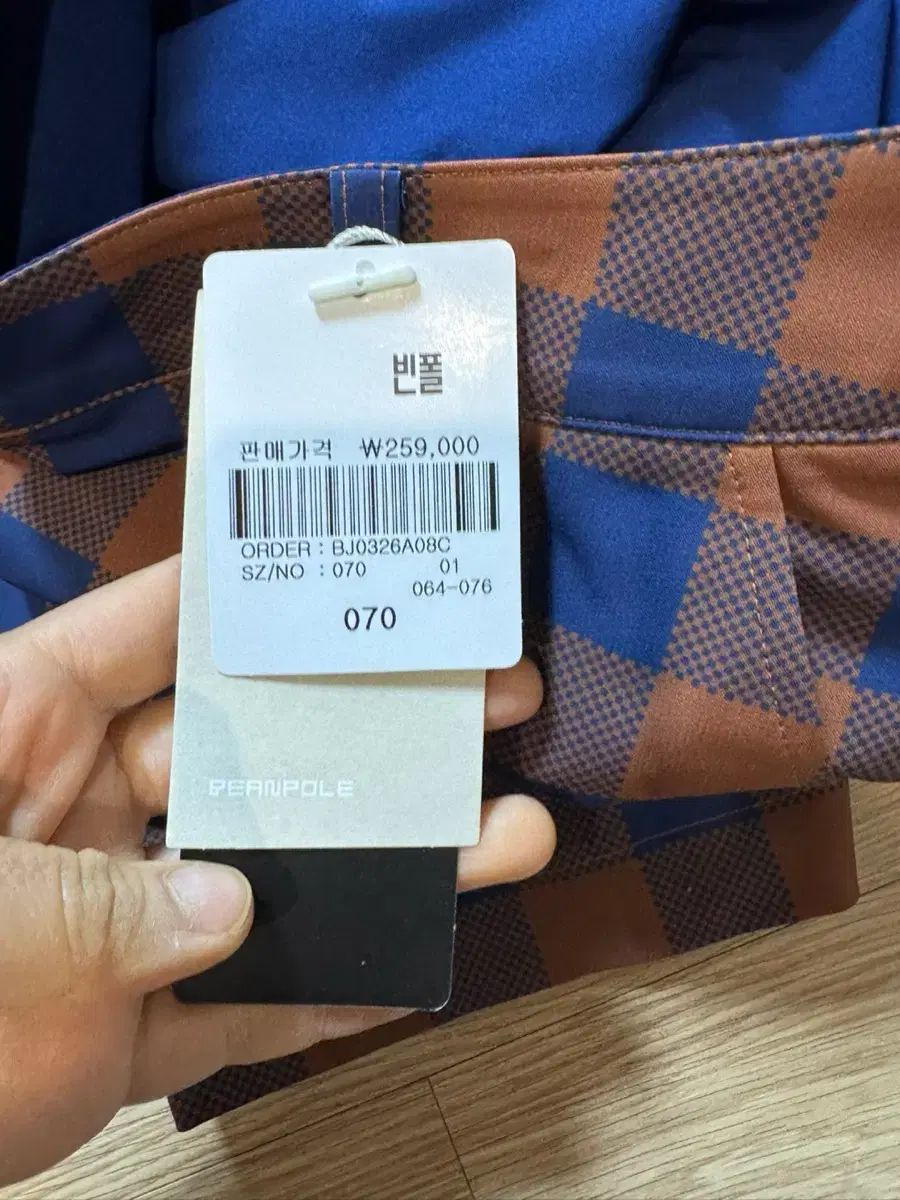 빈폴
판매가격 ₩259,000
ORDER : BJ0326A08C
SZ/NO : 070 01
064-076
070
BEANPOLE